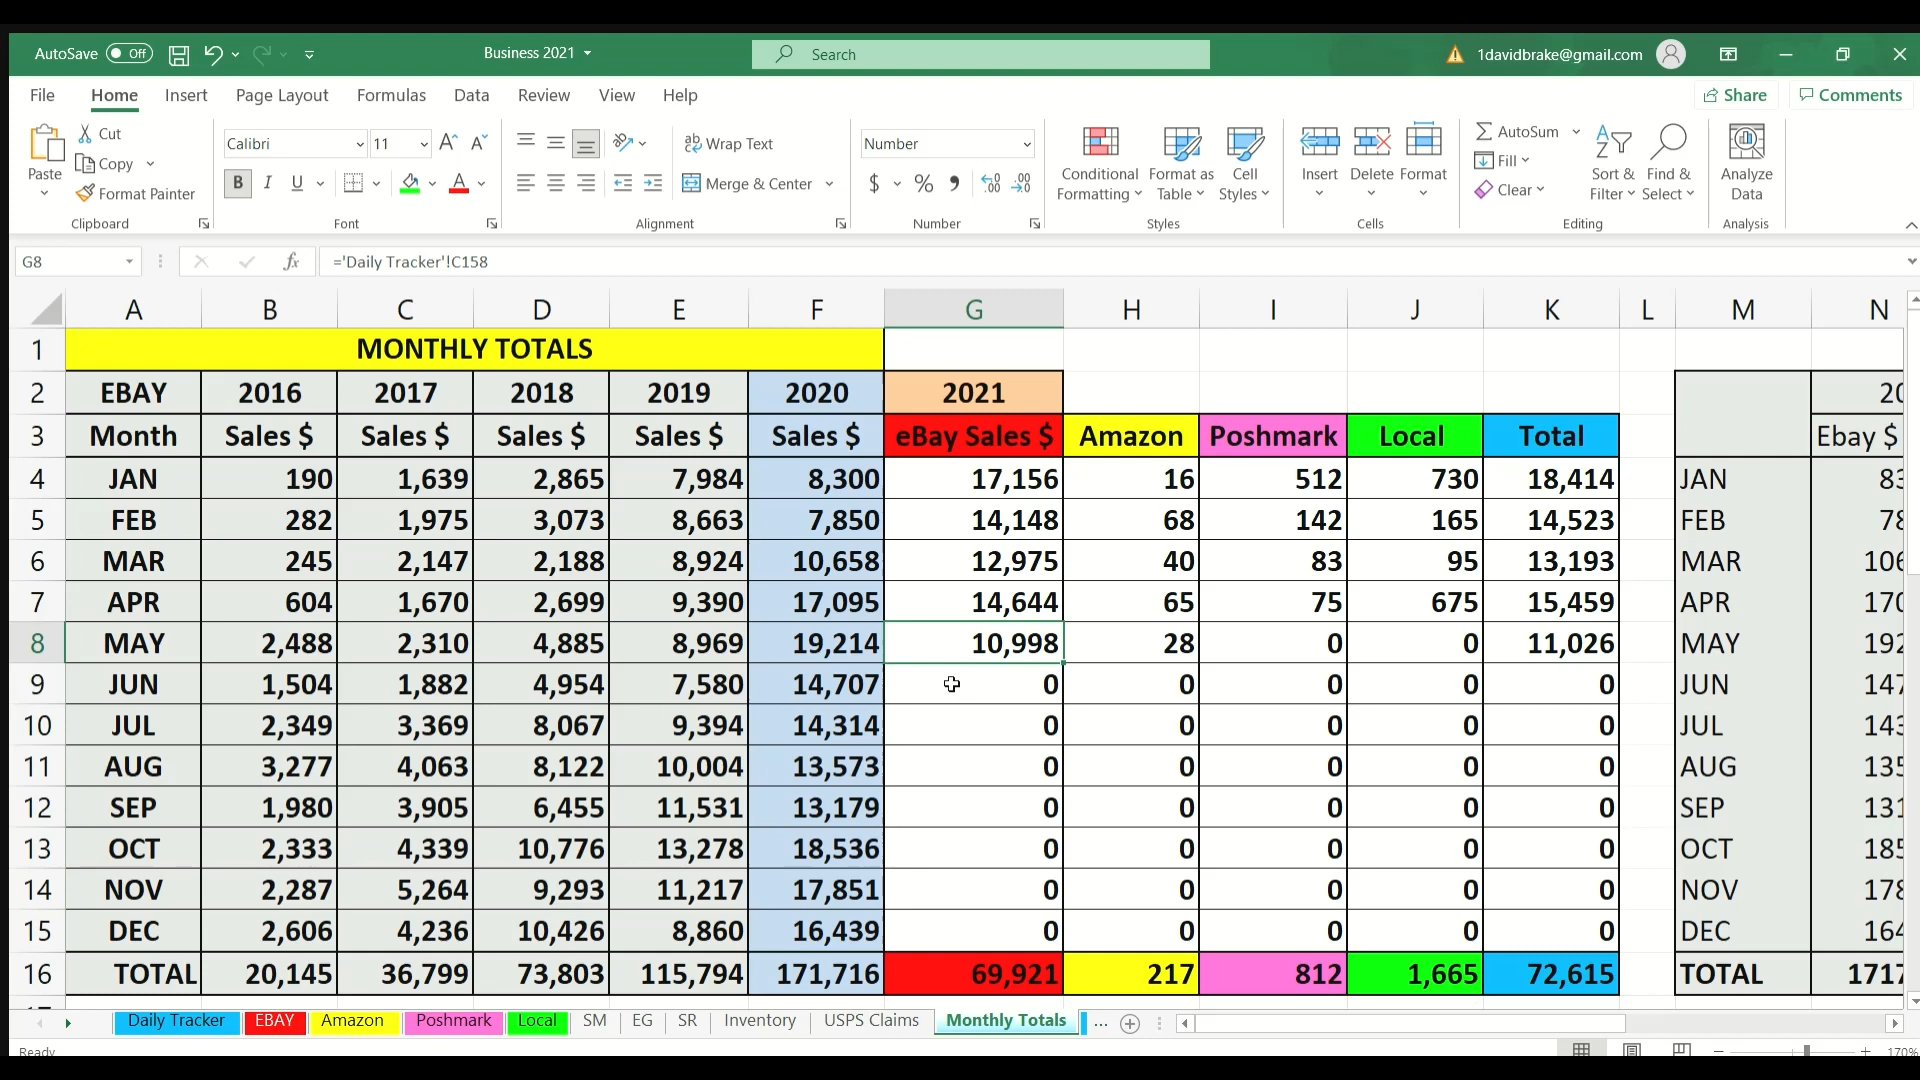 AutoSave Off Business 2021 Search 1davidbrake@gmail.com
File Home Insert Page Layout Formulas Data Review View Help Share Comments
Paste Cut Copy Format Painter Clipboard
Calibri 11 B I U A Font
ab Wrap Text Merge & Center Alignment
Number $ % Number
Conditional Formatting Format as Table Cell Styles Styles
Insert Delete Format Cells
AutoSum Fill Clear Sort & Filter Find & Select Editing
Analyze Data Analysis
G8 fx ='Daily Tracker'!C158
A B C D E F G H I J K L M N
1 MONTHLY TOTALS
2 EBAY 2016 2017 2018 2019 2020 2021 20
3 Month Sales $ Sales $ Sales $ Sales $ Sales $ eBay Sales $ Amazon Poshmark Local Total Ebay $
4 JAN 190 1,639 2,865 7,984 8,300 17,156 16 512 730 18,414 JAN 83
5 FEB 282 1,975 3,073 8,663 7,850 14,148 68 142 165 14,523 FEB 78
6 MAR 245 2,147 2,188 8,924 10,658 12,975 40 83 95 13,193 MAR 106
7 APR 604 1,670 2,699 9,390 17,095 14,644 65 75 675 15,459 APR 170
8 MAY 2,488 2,310 4,885 8,969 19,214 10,998 28 0 0 11,026 MAY 192
9 JUN 1,504 1,882 4,954 7,580 14,707 0 0 0 0 0 JUN 147
10 JUL 2,349 3,369 8,067 9,394 14,314 0 0 0 0 0 JUL 143
11 AUG 3,277 4,063 8,122 10,004 13,573 0 0 0 0 0 AUG 135
12 SEP 1,980 3,905 6,455 11,531 13,179 0 0 0 0 0 SEP 131
13 OCT 2,333 4,339 10,776 13,278 18,536 0 0 0 0 0 OCT 185
14 NOV 2,287 5,264 9,293 11,217 17,851 0 0 0 0 0 NOV 178
15 DEC 2,606 4,236 10,426 8,860 16,439 0 0 0 0 0 DEC 164
16 TOTAL 20,145 36,799 73,803 115,794 171,716 69,921 217 812 1,665 72,615 TOTAL 1717
Daily Tracker EBAY Amazon Poshmark Local SM EG SR Inventory USPS Claims Monthly Totals ...
Ready 170%